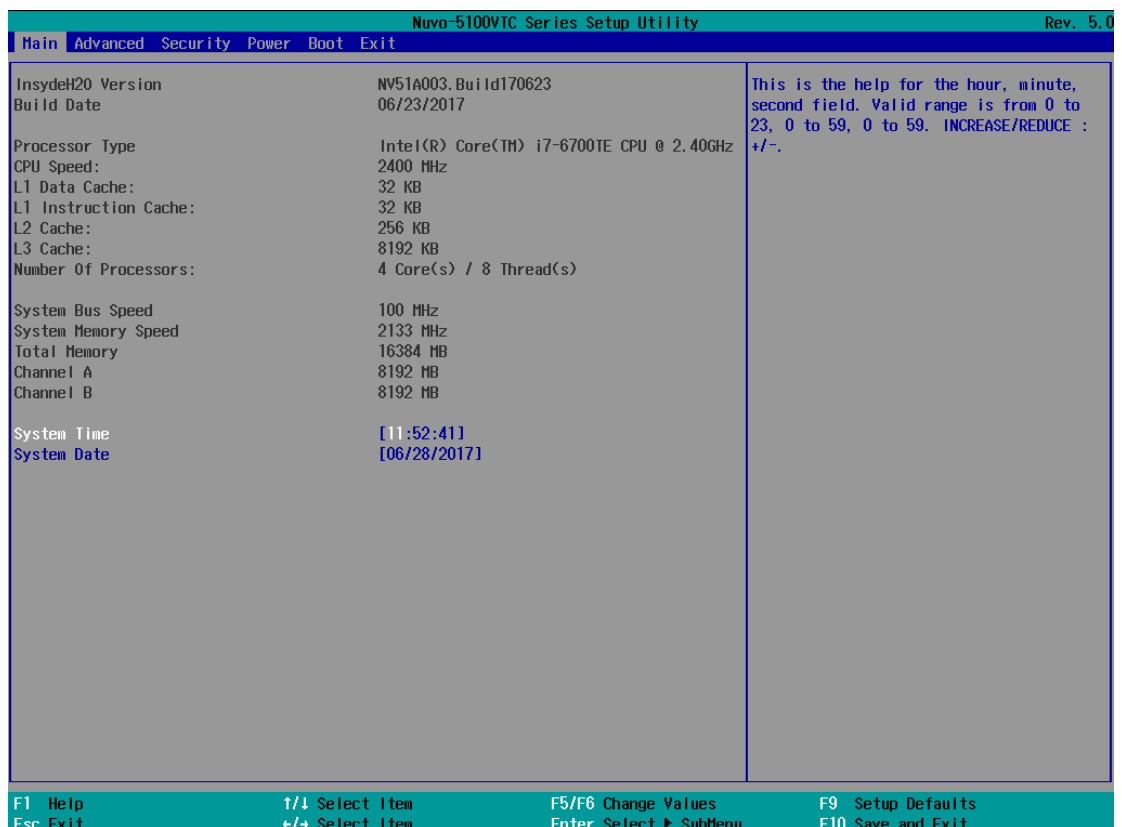 Nuvo-5100VTC Series Setup Utility Rev. 5.0
Main Advanced Security Power Boot Exit
InsydeH20 Version NV51A003.Build170623
Build Date 06/23/2017
Processor Type Intel(R) Core(TM) i7-6700TE CPU @ 2.40GHz
CPU Speed: 2400 MHz
L1 Data Cache: 32 KB
L1 Instruction Cache: 32 KB
L2 Cache: 256 KB
L3 Cache: 8192 KB
Number Of Processors: 4 Core(s) / 8 Thread(s)
System Bus Speed 100 MHz
System Memory Speed 2133 MHz
Total Memory 16384 MB
Channel A 8192 MB
Channel B 8192 MB
System Time [11:52:41]
System Date [06/28/2017]
This is the help for the hour, minute,
second field. Valid range is from 0 to
23, 0 to 59, 0 to 59. INCREASE/REDUCE :
+/-.
F1 Help ↑/↓ Select Item F5/F6 Change Values F9 Setup Defaults
Esc Exit ←/→ Select Item Enter Select ▶ SubMenu F10 Save and Exit